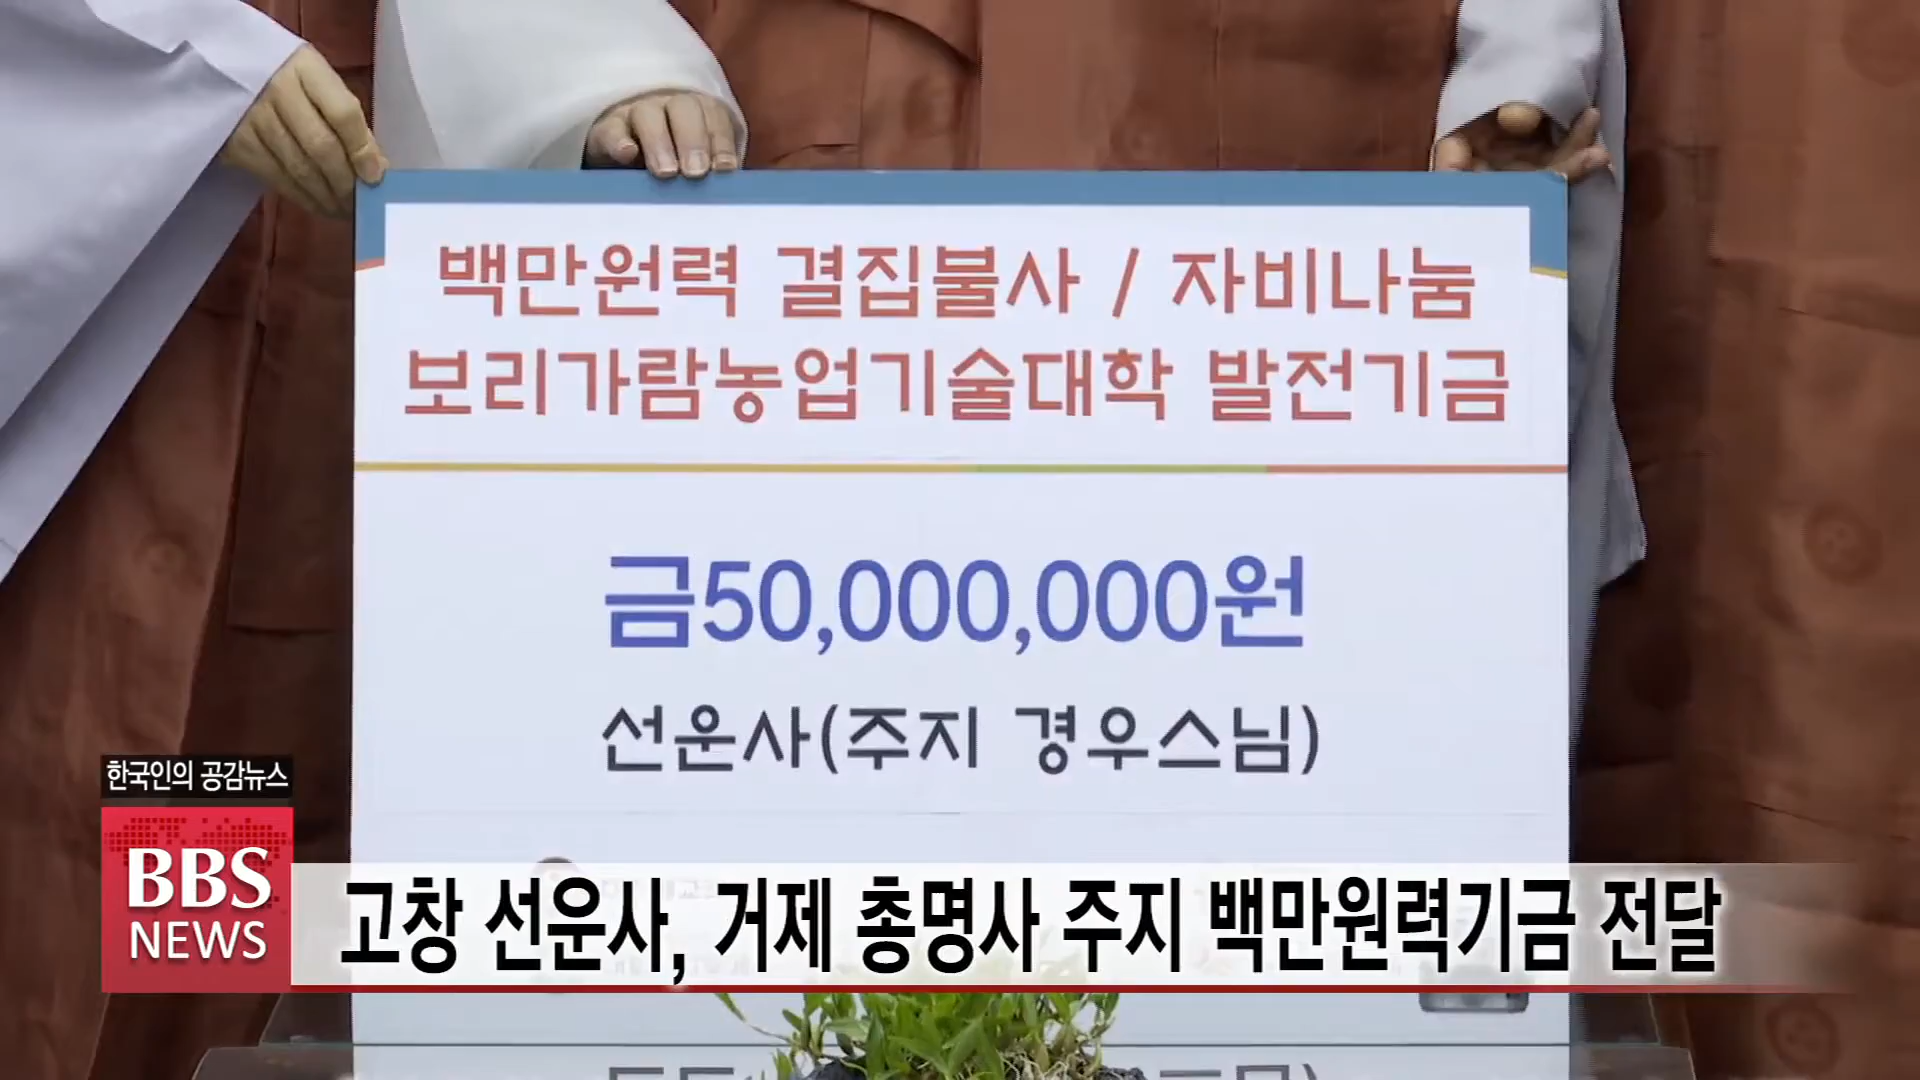 백만원력 결집불사 / 자비나눔
보리가람농업기술대학 발전기금
금50,000,000원
선운사(주지 경우스님)
한국인의 공감뉴스
BBS
NEWS
고창 선운사, 거제 총명사 주지 백만원력기금 전달